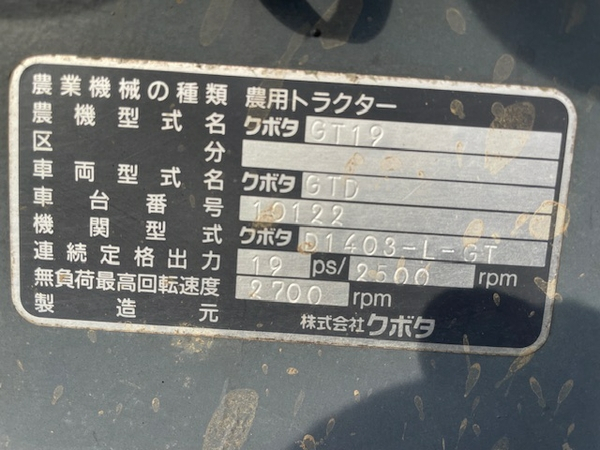 農業機械の種類 農用トラクター
農機型式名 クボタ GT19
区分
車両型式名 クボタ GTD
車台番号 10122
機関型式 クボタ D1403-L-GT
連続定格出力 19 ps/2500 rpm
無負荷最高回転速度 2700 rpm
製造元 株式会社クボタ